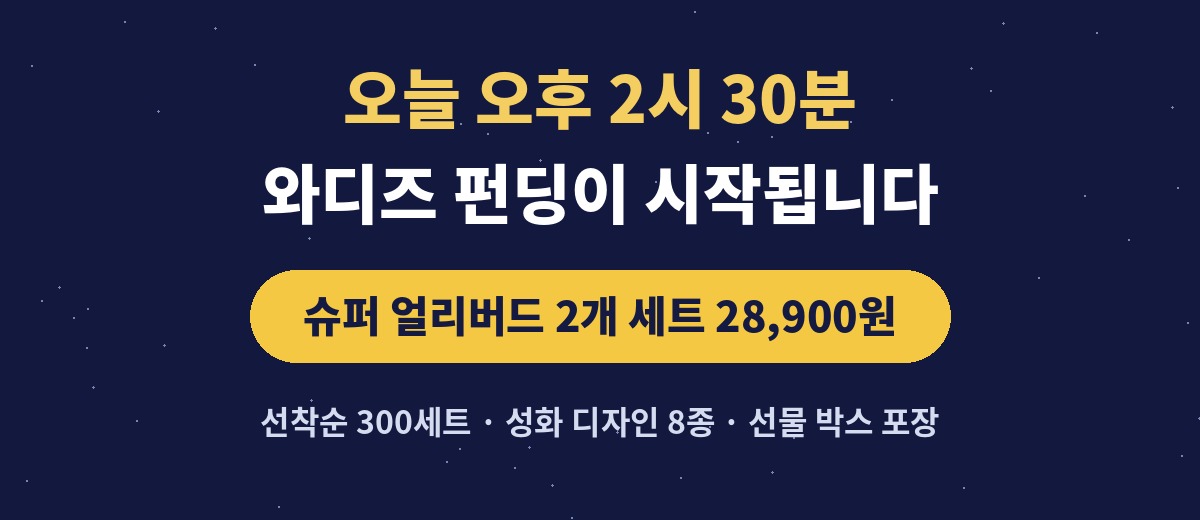 오늘 오후 2시 30분
와디즈 펀딩이 시작됩니다
슈퍼 얼리버드 2개 세트 28,900원
선착순 300세트 · 성화 디자인 8종 · 선물 박스 포장